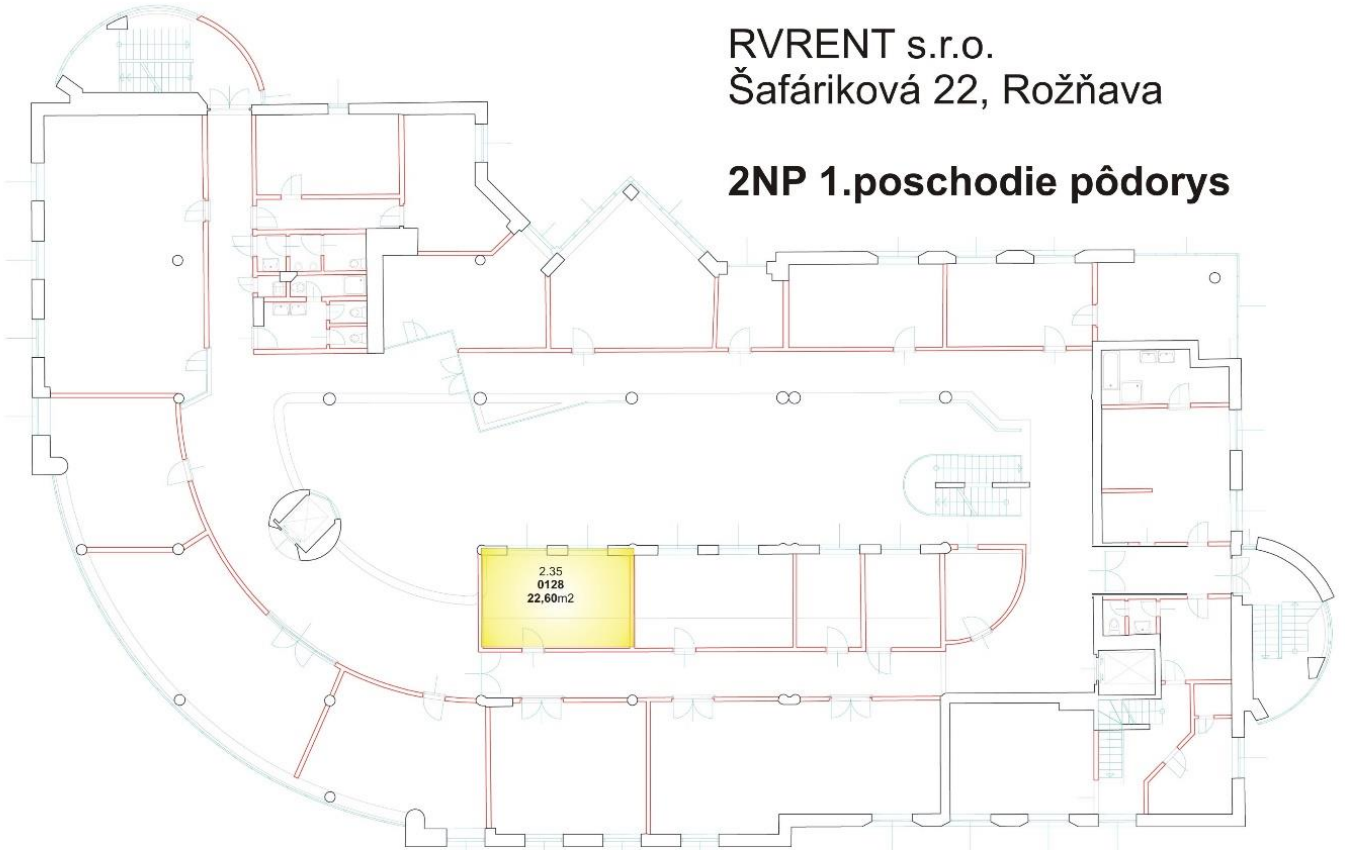 RVRENT s.r.o.
Šafáriková 22, Rožňava
2NP 1.poschodie pôdorys
2.35
0128
22,60m2